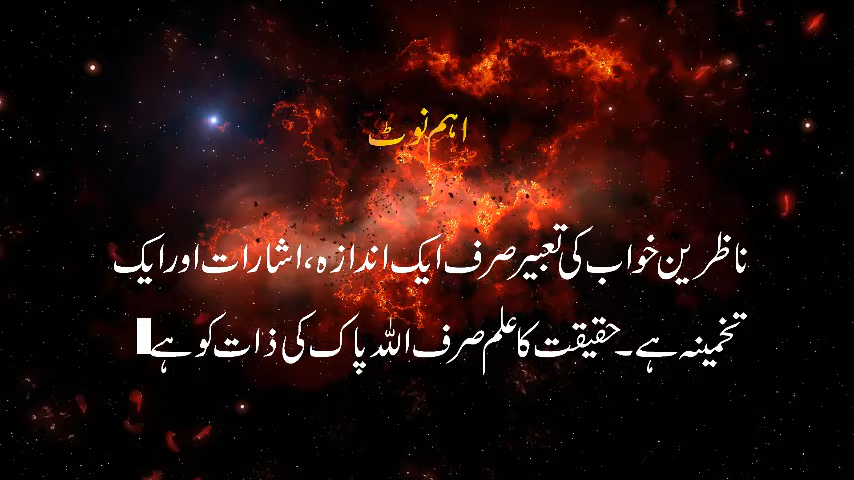 اہم نوٹ
ناظرین خواب کی تعبیر صرف ایک اندازہ، اشارات اور ایک
تخمینہ ہے۔ حقیقت کا علم صرف اللہ پاک کی ذات کو ہے